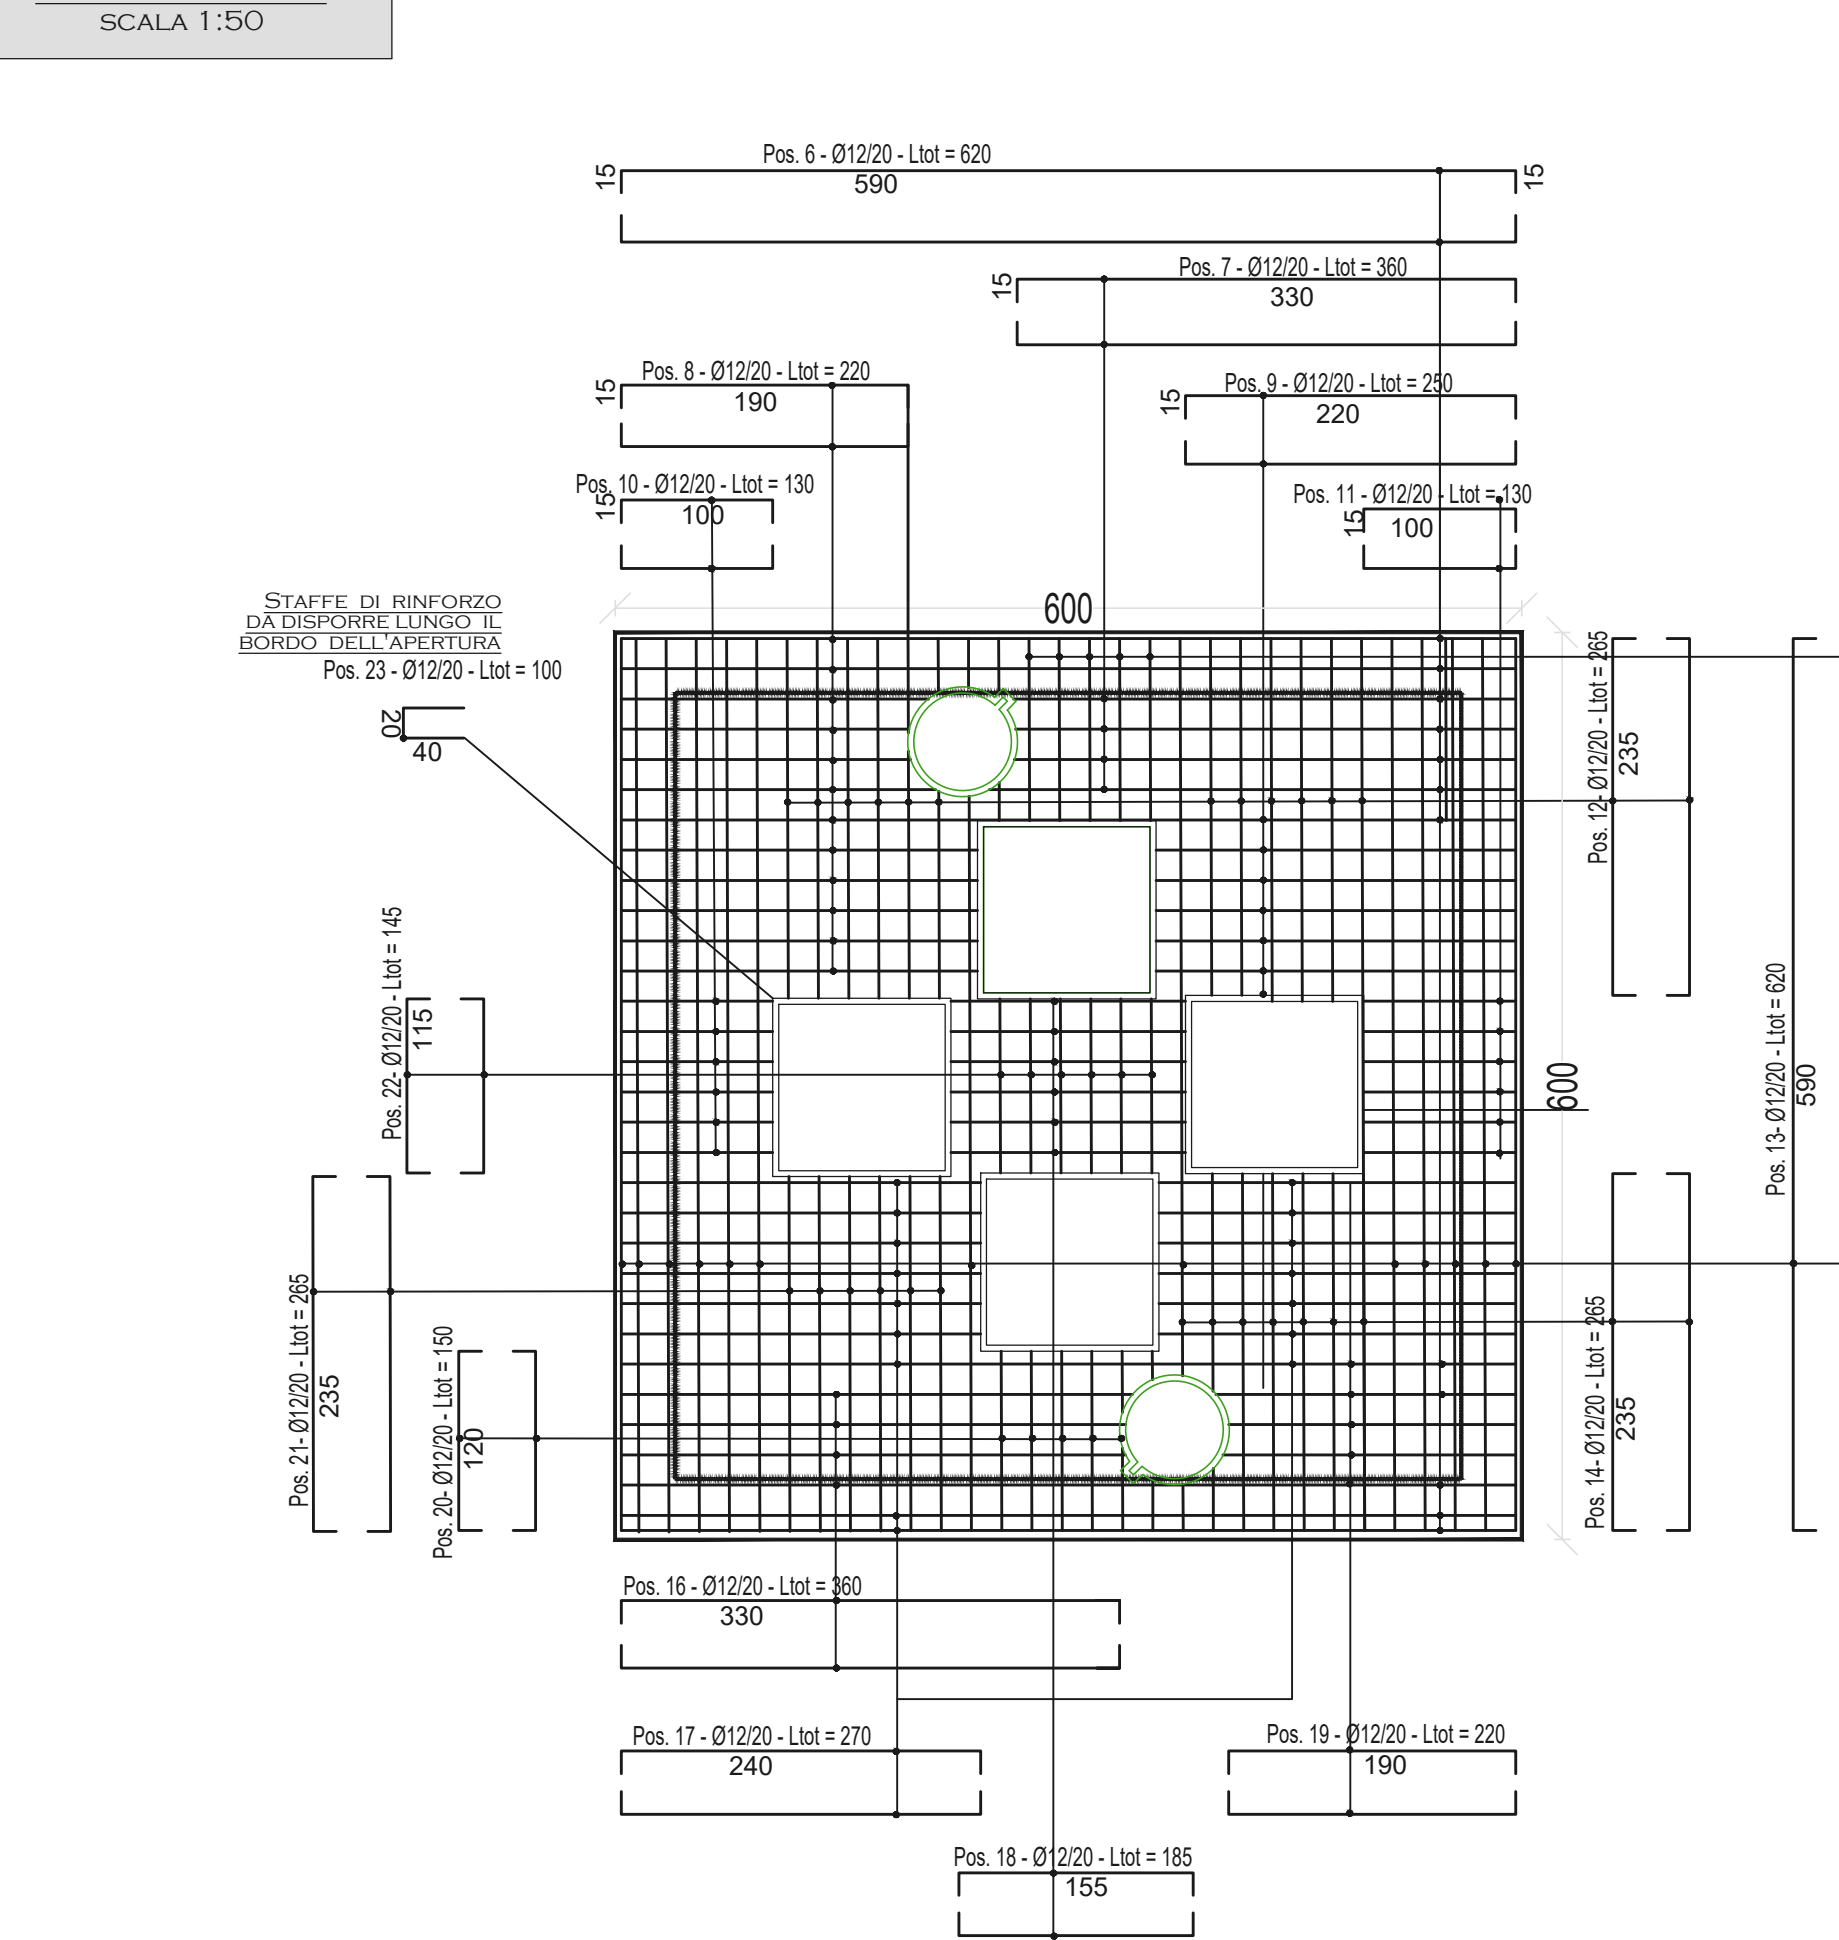 SCALA 1:50
Pos. 6 - Ø12/20 - Ltot = 620
15
590
15
Pos. 7 - Ø12/20 - Ltot = 360
15
330
Pos. 8 - Ø12/20 - Ltot = 220
15
190
Pos. 9 - Ø12/20 - Ltot = 250
15
220
Pos. 10 - Ø12/20 - Ltot = 130
15
100
Pos. 11 - Ø12/20 - Ltot = 130
15
100
STAFFE DI RINFORZO
DA DISPORRE LUNGO IL
BORDO DELL'APERTURA
Pos. 23 - Ø12/20 - Ltot = 100
20
40
600
Pos. 12- Ø12/20 - Ltot = 265
235
Pos. 22- Ø12/20 - Ltot = 145
115
600
Pos. 13- Ø12/20 - Ltot = 620
590
Pos. 21- Ø12/20 - Ltot = 265
235
Pos. 20- Ø12/20 - Ltot = 150
120
Pos. 14- Ø12/20 - Ltot = 265
235
Pos. 16 - Ø12/20 - Ltot = 360
330
Pos. 17 - Ø12/20 - Ltot = 270
240
Pos. 19 - Ø12/20 - Ltot = 220
190
Pos. 18 - Ø12/20 - Ltot = 185
155